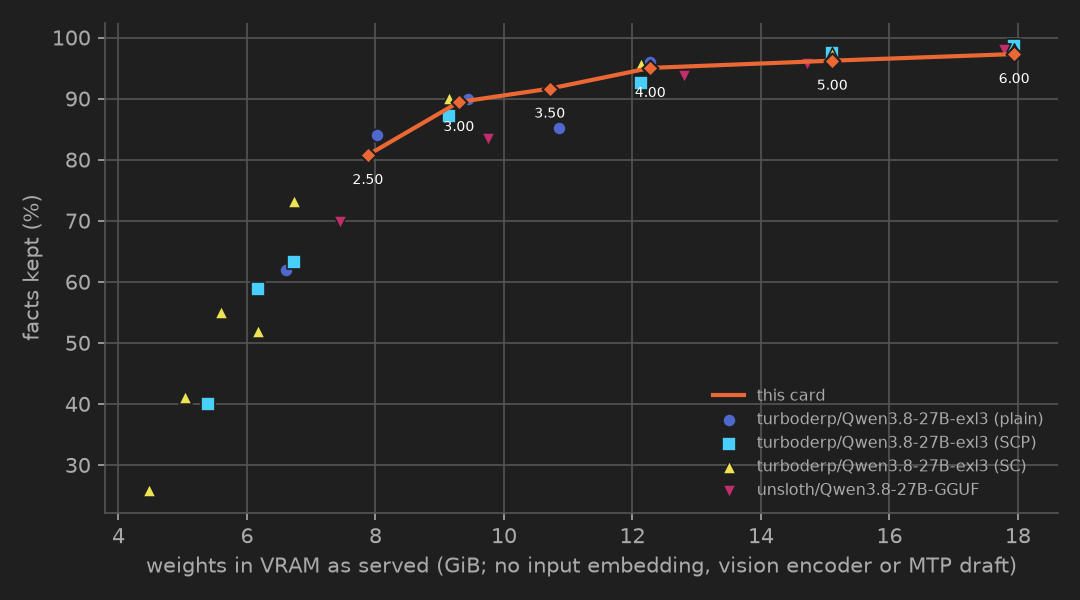 100
90
80
70
60
50
40
30
facts kept (%)
2.50
3.00
3.50
4.00
5.00
6.00
this card
turboderp/Qwen3.8-27B-exl3 (plain)
turboderp/Qwen3.8-27B-exl3 (SCP)
turboderp/Qwen3.8-27B-exl3 (SC)
unsloth/Qwen3.8-27B-GGUF
4 6 8 10 12 14 16 18
weights in VRAM as served (GiB; no input embedding, vision encoder or MTP draft)